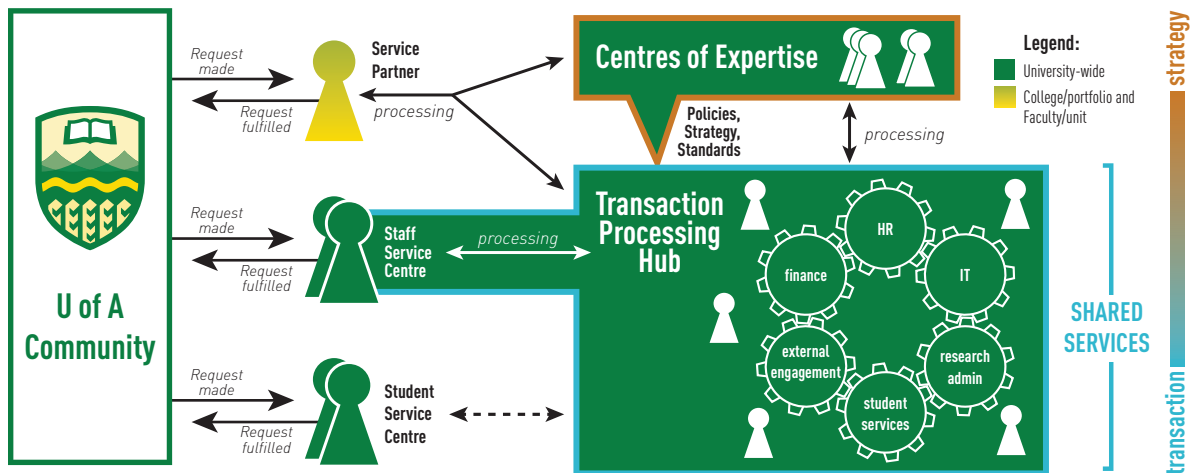 U of A
Community
Request
made
Request
fulfilled
Service
Partner
processing
Centres of Expertise
Policies,
Strategy,
Standards
processing
Legend:
University-wide
College/portfolio and
Faculty/unit
strategy
Request
made
Request
fulfilled
Staff
Service
Centre
processing
Transaction
Processing
Hub
HR
finance
IT
external
engagement
research
admin
student
services
SHARED
SERVICES
Request
made
Request
fulfilled
Student
Service
Centre
transaction